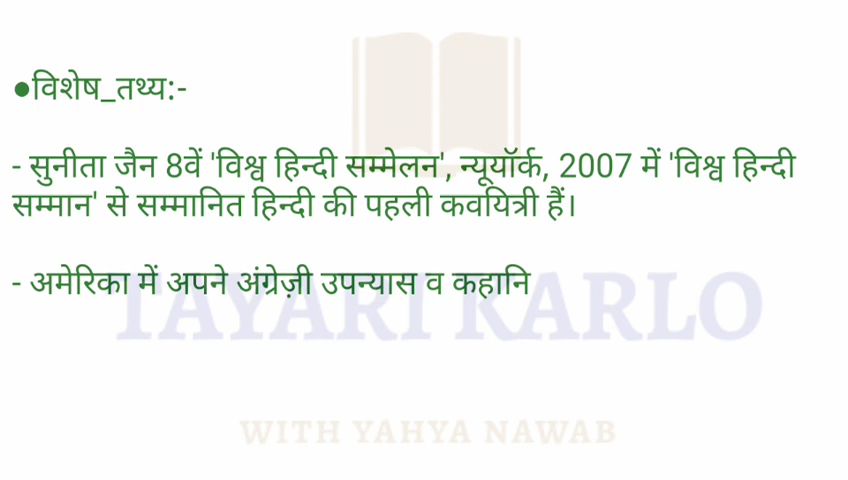 ●विशेष_तथ्य:-
- सुनीता जैन 8वें 'विश्व हिन्दी सम्मेलन', न्यूयॉर्क, 2007 में 'विश्व हिन्दी
सम्मान' से सम्मानित हिन्दी की पहली कवयित्री हैं।
- अमेरिका में अपने अंग्रेज़ी उपन्यास व कहानि
TAYARI KARLO
WITH YAHYA NAWAB